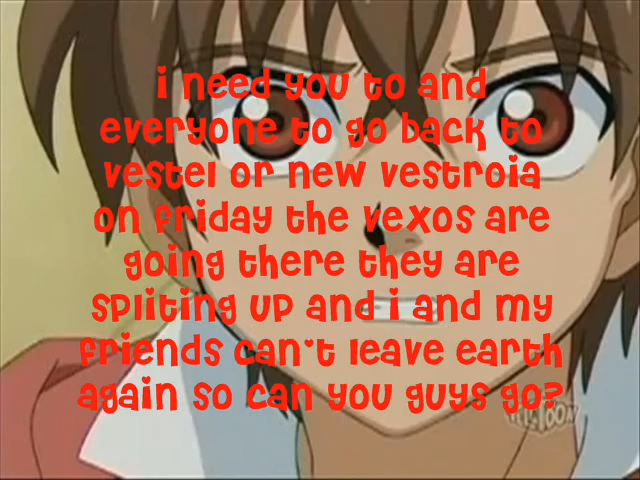 i need you to and
everyone to go back to
vestel or new vestroia
on friday the vexos are
going there they are
spliting up and i and my
friends can't leave earth
again so can you guys go?